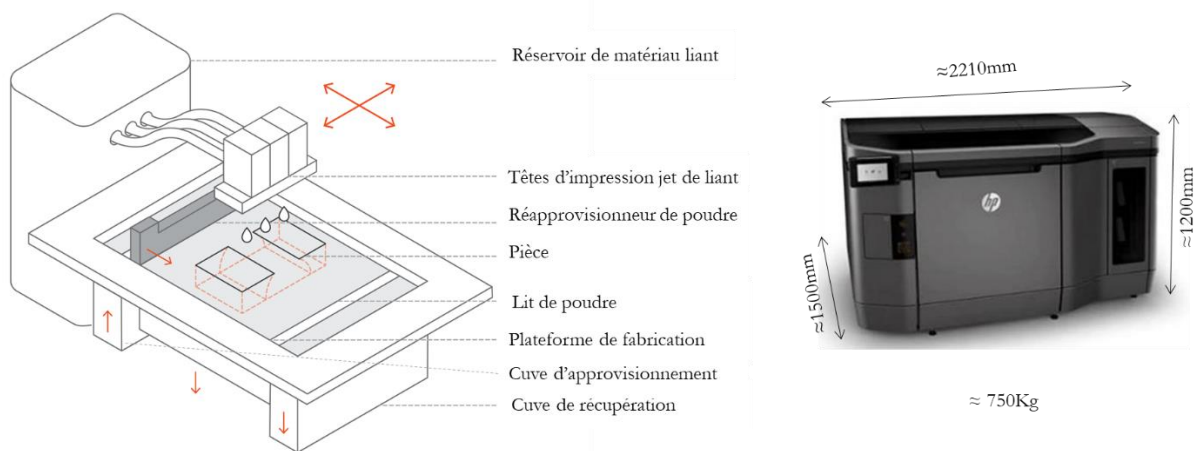 Réservoir de matériau liant
Têtes d'impression jet de liant
Réapprovisionneur de poudre
Pièce
Lit de poudre
Plateforme de fabrication
Cuve d'approvisionnement
Cuve de récupération
≈2210mm
≈1200mm
≈1500mm
hp
≈ 750Kg